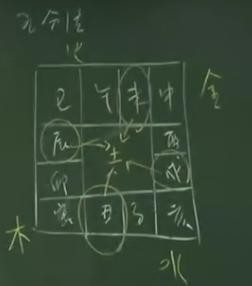 火
巳 午 未 申 金
辰 土 酉
卯 戌
寅 丑 子 亥
木 水